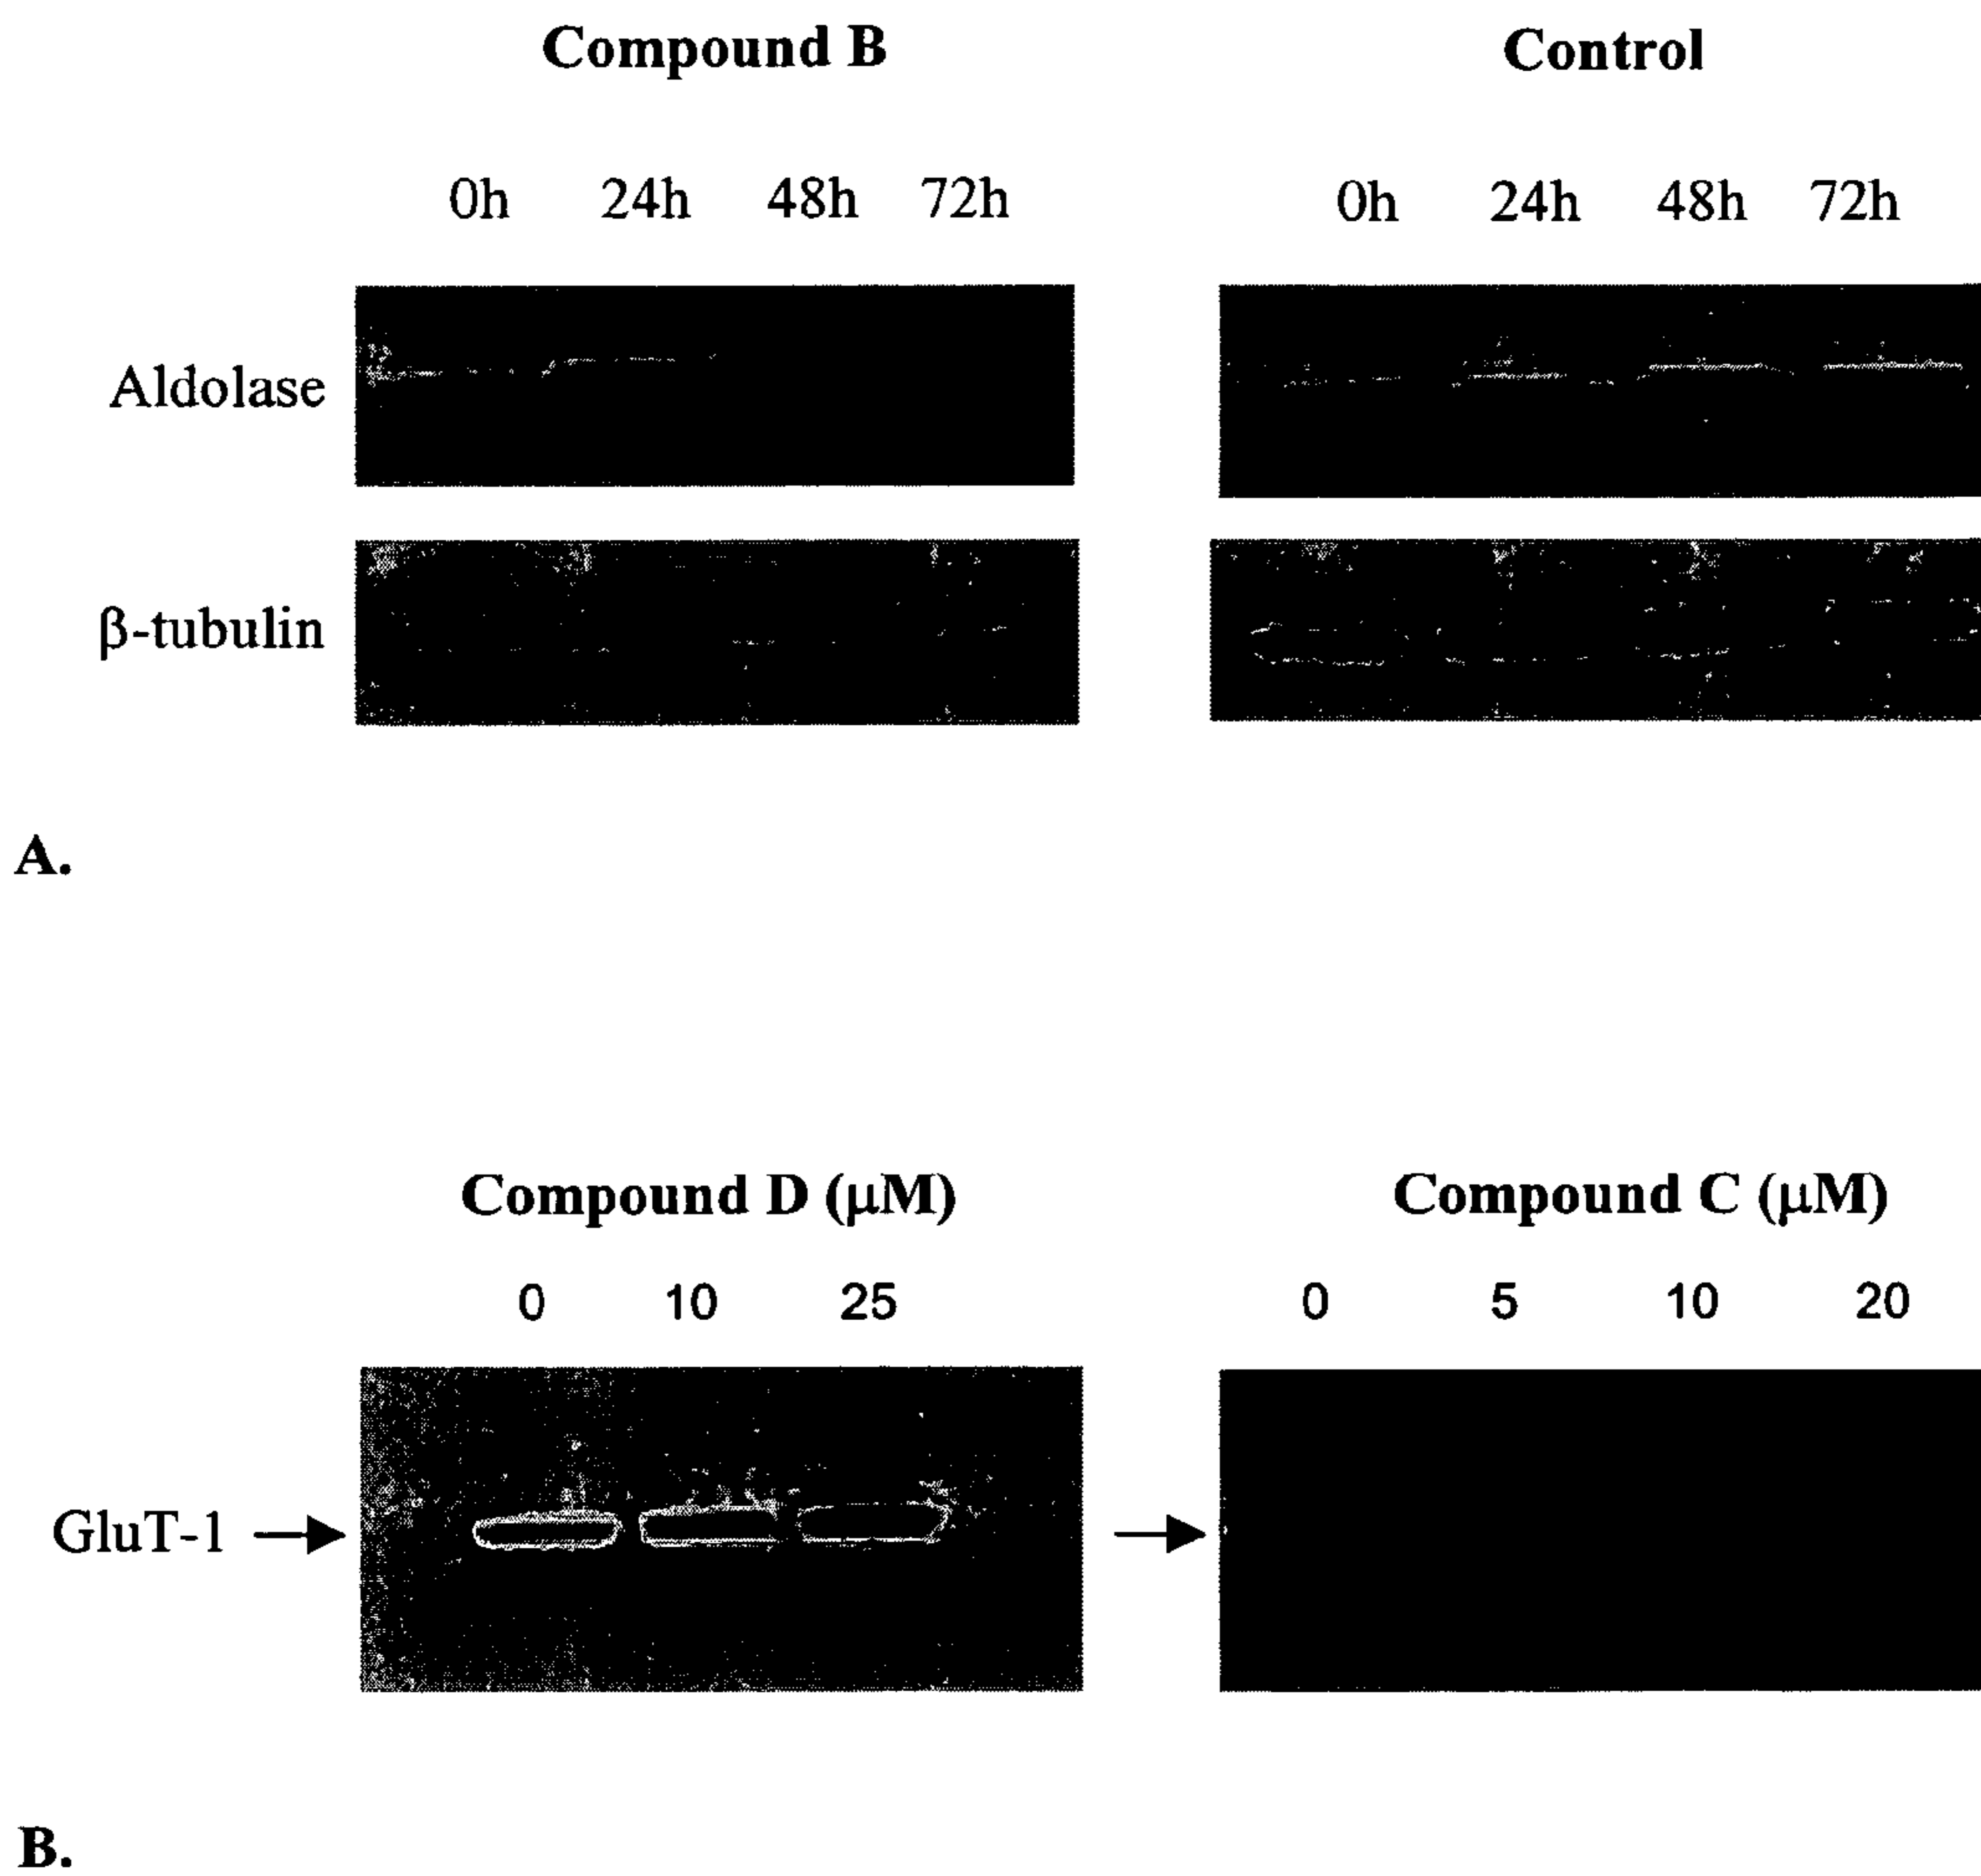 Compound B Control
0h 24h 48h 72h 0h 24h 48h 72h
Aldolase
β-tubulin
A.
Compound D (μM) Compound C (μM)
0 10 25 0 5 10 20
GluT-1
B.